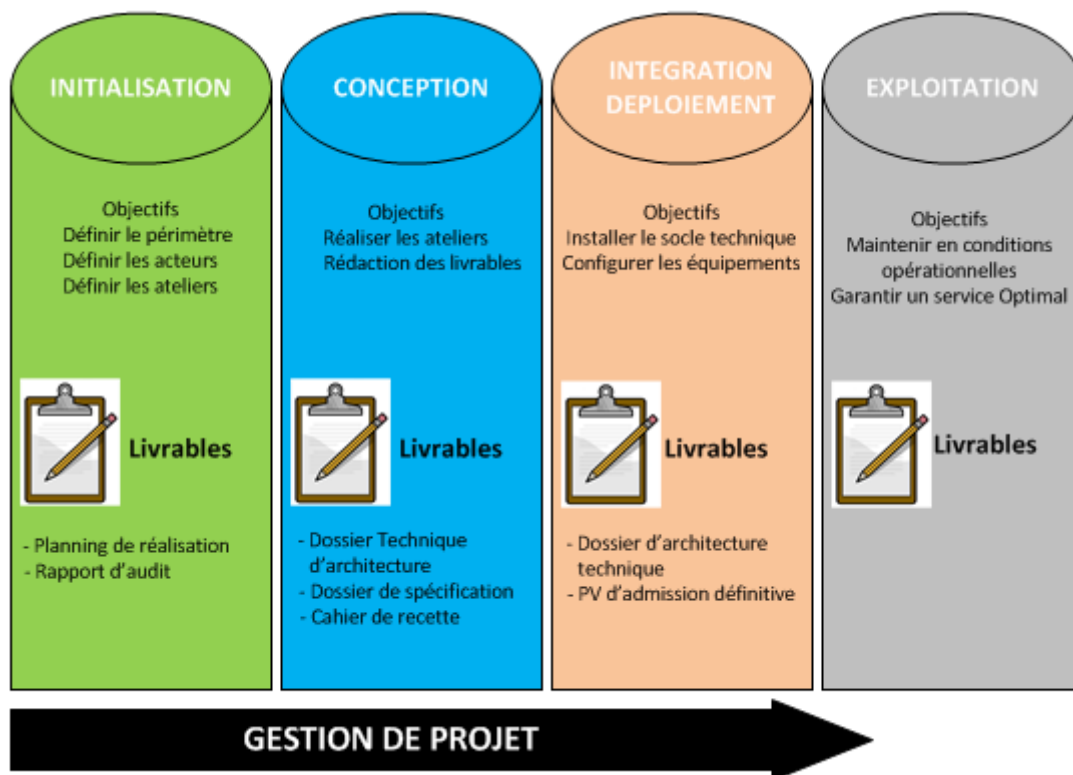 INITIALISATION
Objectifs
Définir le périmètre
Définir les acteurs
Définir les ateliers
Livrables
- Planning de réalisation
- Rapport d'audit
CONCEPTION
Objectifs
Réaliser les ateliers
Rédaction des livrables
Livrables
- Dossier Technique
d'architecture
- Dossier de spécification
- Cahier de recette
INTEGRATION
DEPLOIEMENT
Objectifs
Installer le socle technique
Configurer les équipements
Livrables
- Dossier d'architecture
technique
- PV d'admission définitive
EXPLOITATION
Objectifs
Maintenir en conditions
opérationnelles
Garantir un service Optimal
Livrables
GESTION DE PROJET